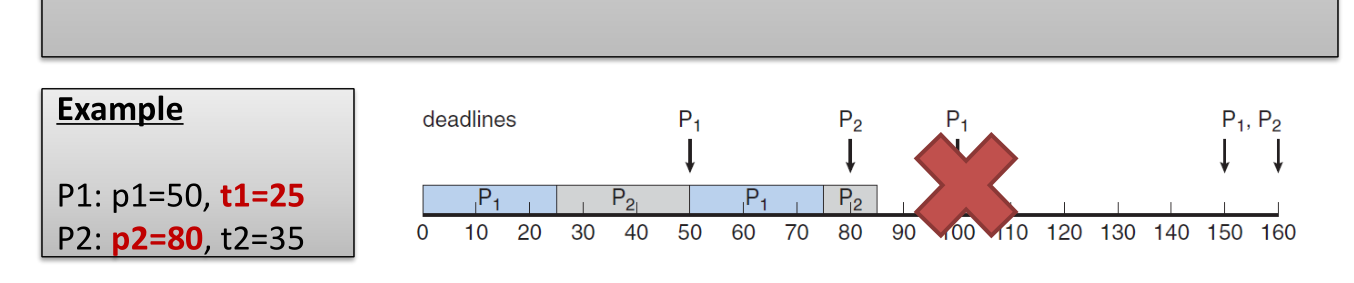 Example
P1: p1=50, t1=25
P2: p2=80, t2=35
deadlines
P1 P2 P1 P1, P2
P1 P2 P1 P2
0 10 20 30 40 50 60 70 80 90 100 110 120 130 140 150 160